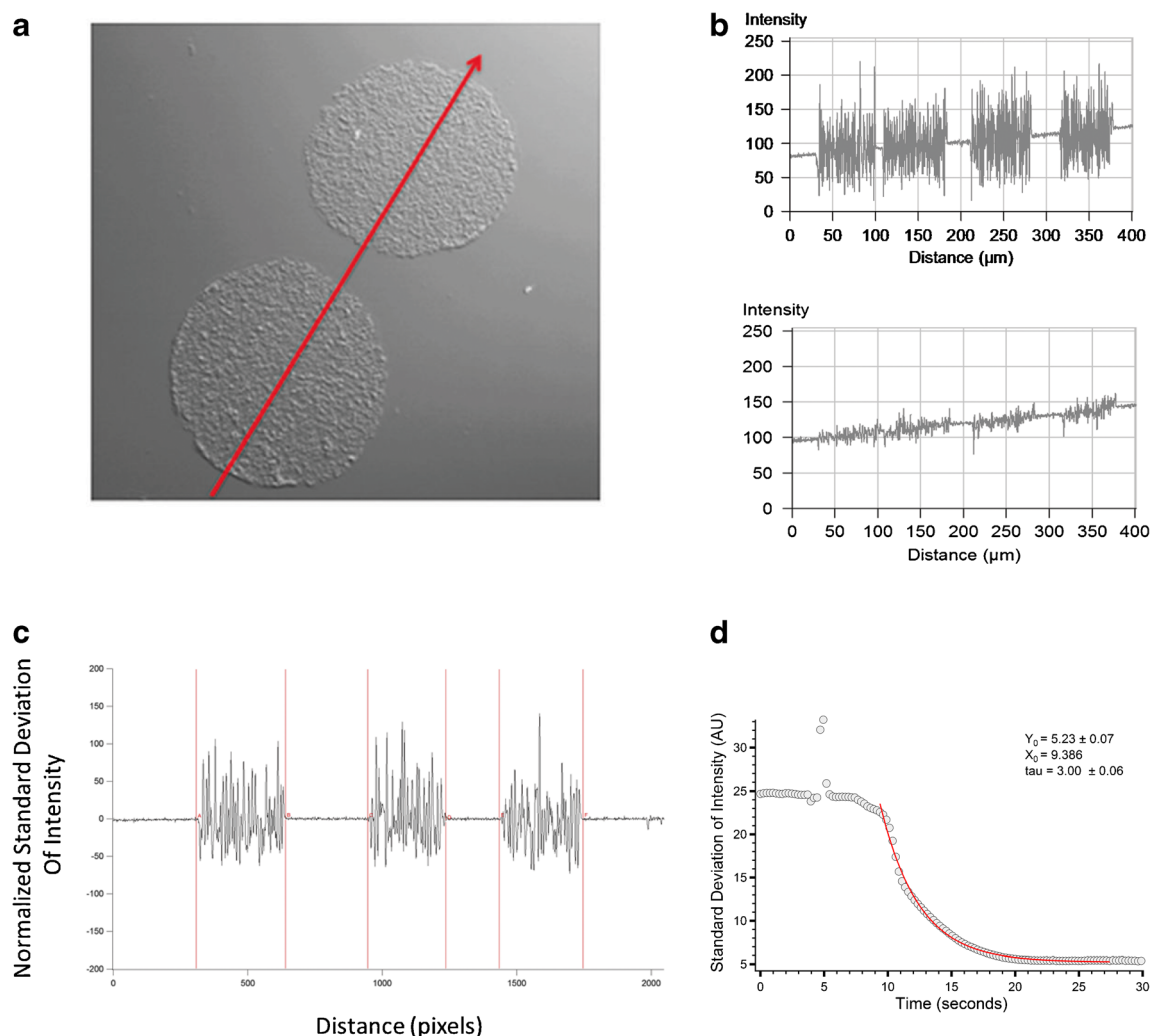 a
b
Intensity
250
200
150
100
50
0
0 50 100 150 200 250 300 350 400
Distance (µm)
Intensity
250
200
150
100
50
0
0 50 100 150 200 250 300 350 400
Distance (µm)
c
Normalized Standard Deviation
Of Intensity
200
150
100
50
0
-50
-100
-150
-200
A B C D F
0 500 1000 1500 2000
Distance (pixels)
d
Standard Deviation of Intensity (AU)
30
25
20
15
10
5
Y0 = 5.23 ± 0.07
X0 = 9.386
tau = 3.00 ± 0.06
0 5 10 15 20 25 30
Time (seconds)